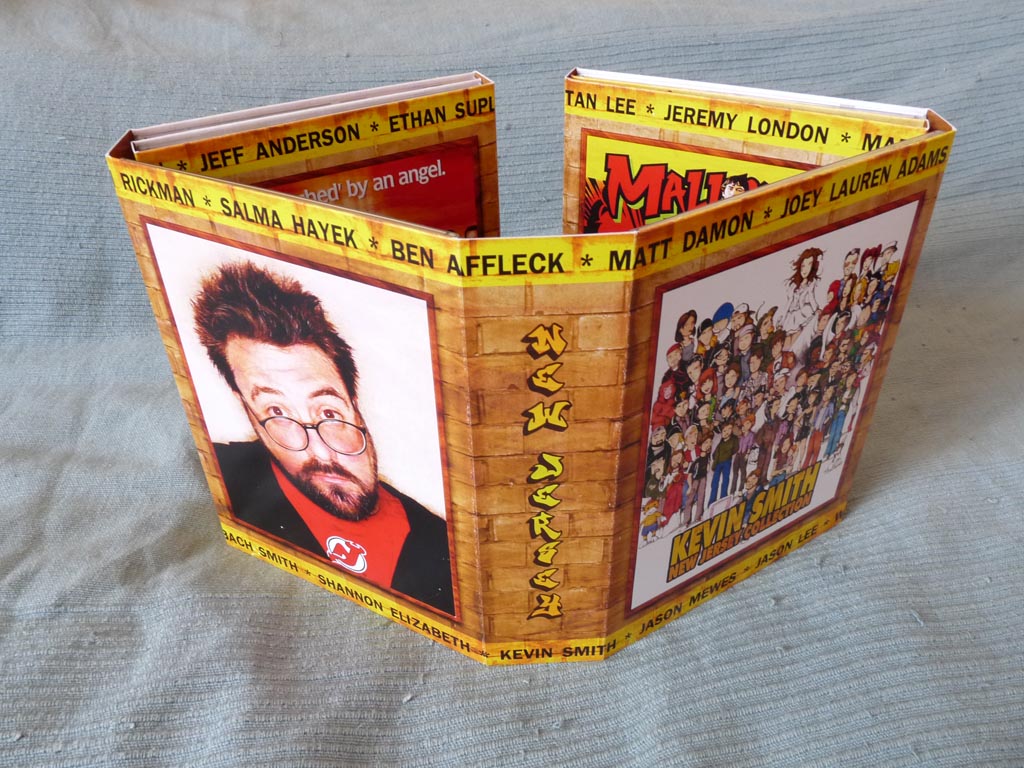 JEFF ANDERSON * ETHAN SUPL
TAN LEE * JEREMY LONDON * MA
by an angel.
MALL
RICKMAN * SALMA HAYEK * BEN AFFLECK * MATT DAMON * JOEY LAUREN ADAMS
NEW JERSEY
KEVIN SMITH
NEW JERSEY COLLECTION
BACH SMITH * SHANNON ELIZABETH * KEVIN SMITH * JASON MEWES * JASON LEE *